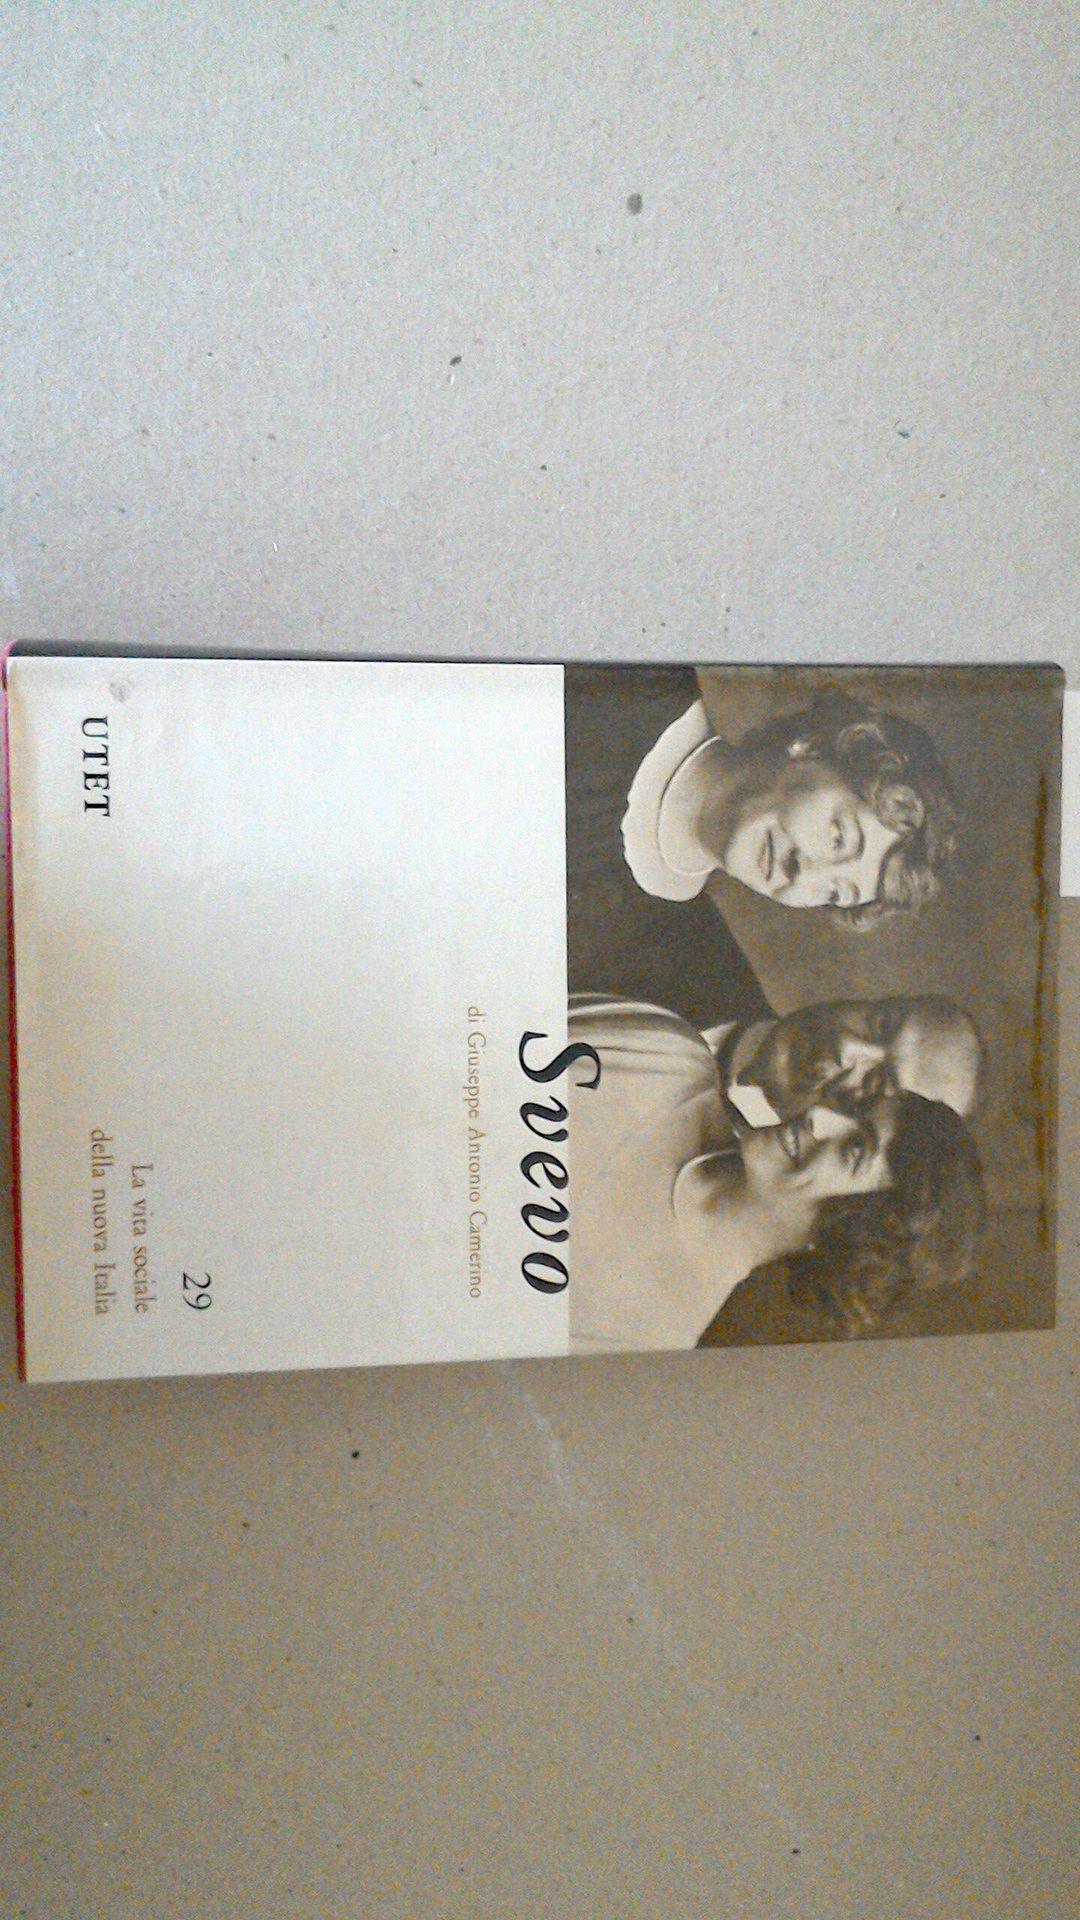 Svevo
di Giuseppe Antonio Camerino
29
La vita sociale
della nuova Italia
UTET